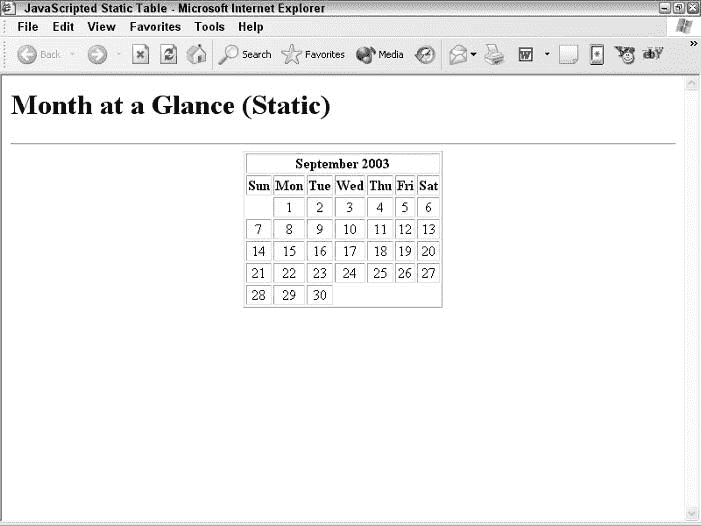 JavaScripted Static Table - Microsoft Internet Explorer
File Edit View Favorites Tools Help
Back Search Favorites Media W eby »
Month at a Glance (Static)
September 2003
Sun Mon Tue Wed Thu Fri Sat
1 2 3 4 5 6
7 8 9 10 11 12 13
14 15 16 17 18 19 20
21 22 23 24 25 26 27
28 29 30